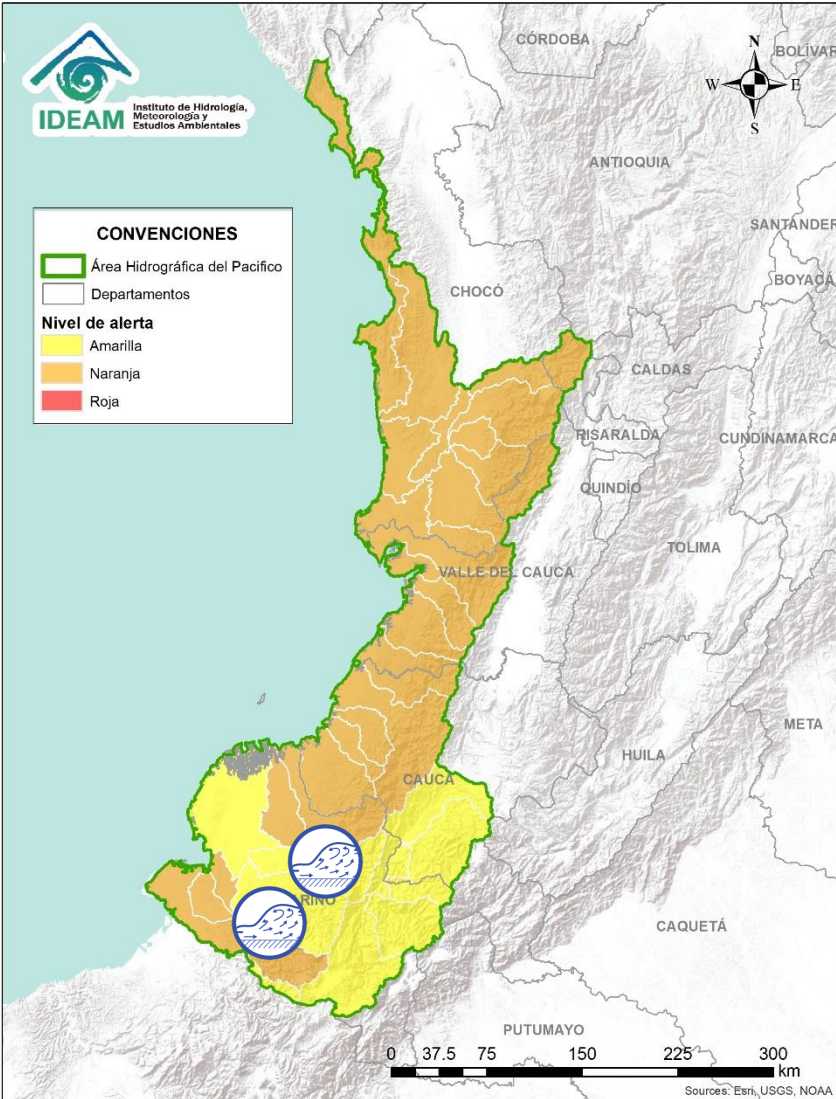 IDEAM
Instituto de Hidrología,
Meteorología y
Estudios Ambientales
CONVENCIONES
Área Hidrográfica del Pacifico
Departamentos
Nivel de alerta
Amarilla
Naranja
Roja
N
W E
S
CÓRDOBA
BOLÍVAR
ANTIOQUIA
SANTANDER
BOYACÁ
CHOCÓ
CALDAS
RISARALDA
CUNDINAMARCA
QUINDÍO
TOLIMA
VALLE DEL CAUCA
META
HUILA
CAUCA
RIÑO
CAQUETÁ
PUTUMAYO
0 37.5 75 150 225 300
km
Sources: Esri, USGS, NOAA